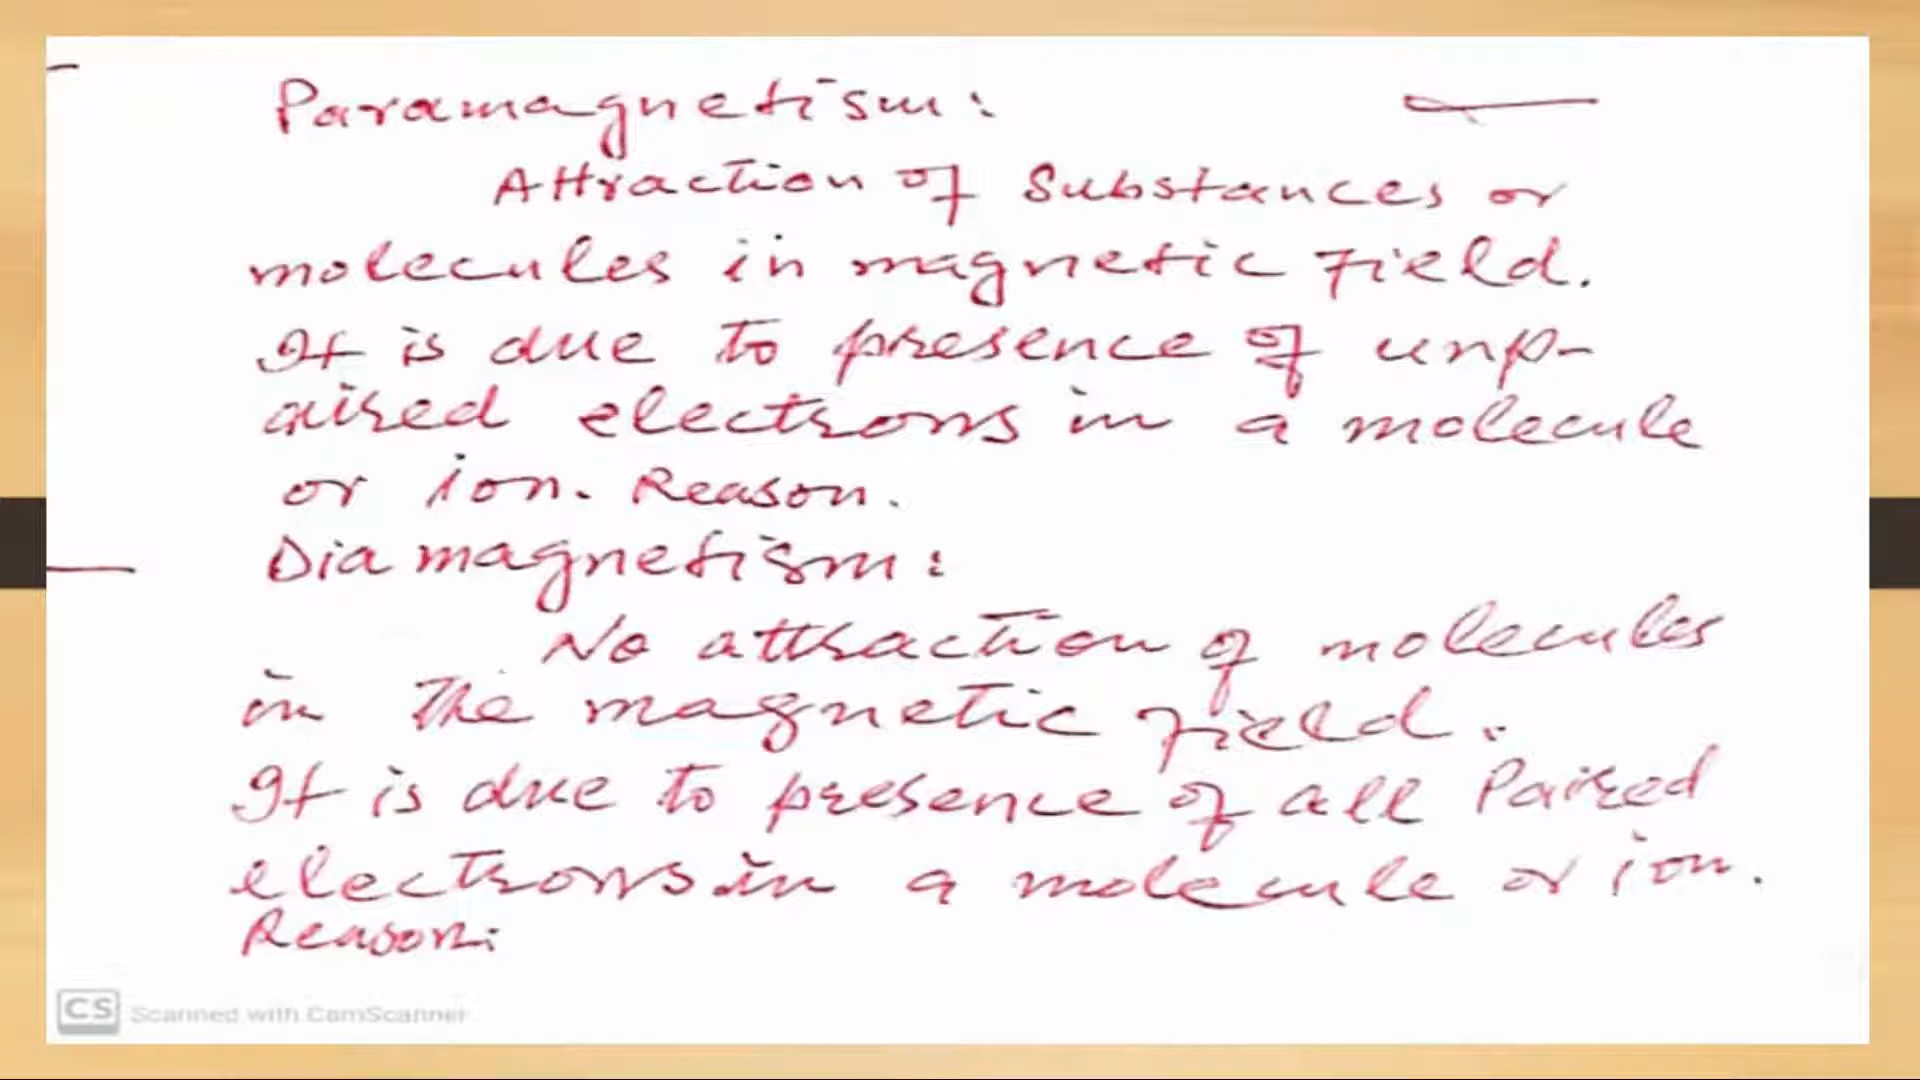 Paramagnetism:
Attraction of Substances or
molecules in magnetic Field.
It is due to presence of unp-
aired electrons in a molecule
or ion. Reason.
Diamagnetism:
No attraction of molecules
in the magnetic field.
It is due to presence of all Paired
electrons in a molecule or ion.
Reason:
CS Scanned with CamScanner